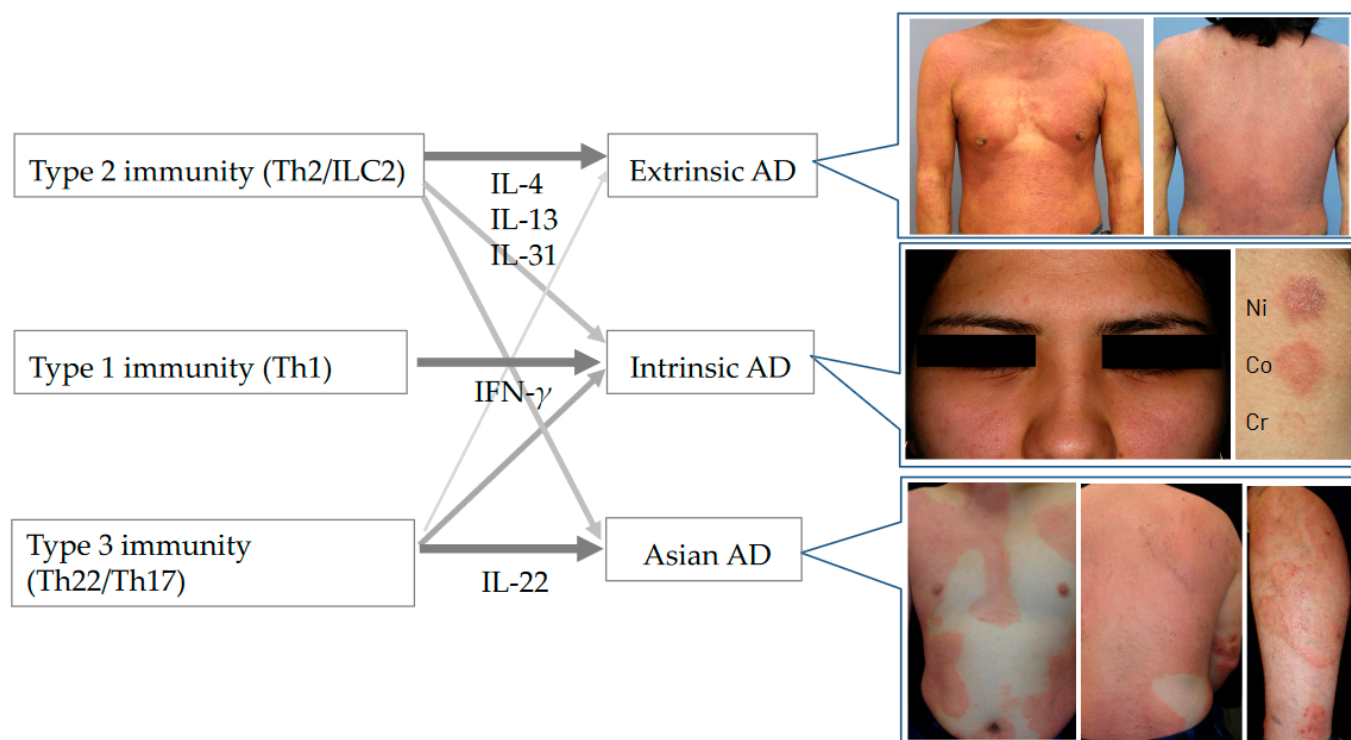 Type 2 immunity (Th2/ILC2)
IL-4
IL-13
IL-31
Extrinsic AD
Type 1 immunity (Th1)
IFN-γ
Intrinsic AD
Ni
Co
Cr
Type 3 immunity
(Th22/Th17)
IL-22
Asian AD